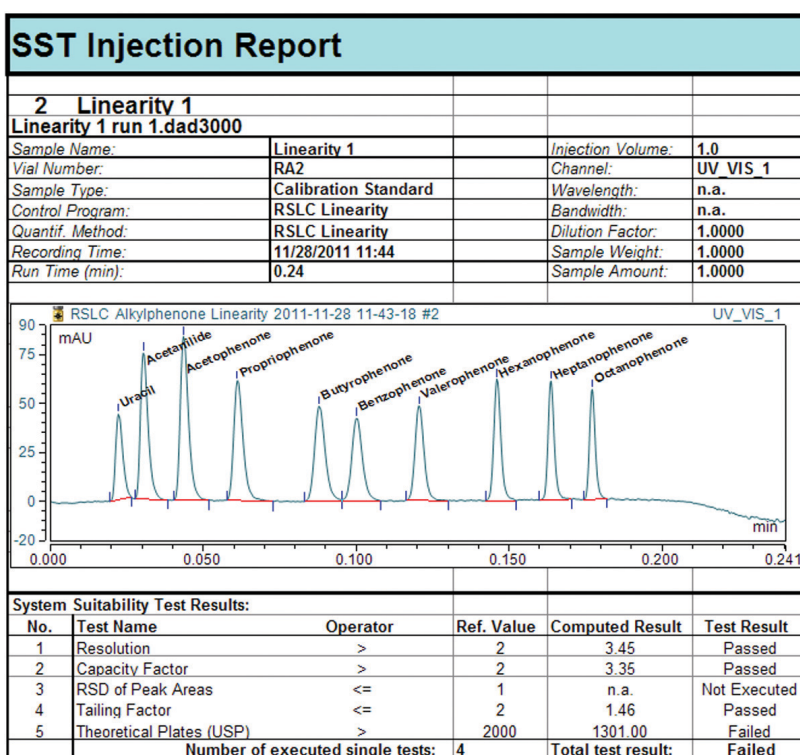 SST Injection Report
2 Linearity 1
Linearity 1 run 1.dad3000
Sample Name: Linearity 1 Injection Volume: 1.0
Vial Number: RA2 Channel: UV_VIS_1
Sample Type: Calibration Standard Wavelength: n.a.
Control Program: RSLC Linearity Bandwidth: n.a.
Quantif. Method: RSLC Linearity Dilution Factor: 1.0000
Recording Time: 11/28/2011 11:44 Sample Weight: 1.0000
Run Time (min): 0.24 Sample Amount: 1.0000
RSLC Alkylphenone Linearity 2011-11-28 11-43-18 #2 UV_VIS_1
90
mAU
75
50
25
0
-20
Uracil
Acetanilide
Acetophenone
Propriophenone
Butyrophenone
Benzophenone
Valerophenone
Hexanophenone
Heptanophenone
Octanophenone
min
0.000 0.050 0.100 0.150 0.200 0.241
System Suitability Test Results:
No. Test Name Operator Ref. Value Computed Result Test Result
1 Resolution > 2 3.45 Passed
2 Capacity Factor > 2 3.35 Passed
3 RSD of Peak Areas <= 1 n.a. Not Executed
4 Tailing Factor <= 2 1.46 Passed
5 Theoretical Plates (USP) > 2000 1301.00 Failed
Number of executed single tests: 4 Total test result: Failed